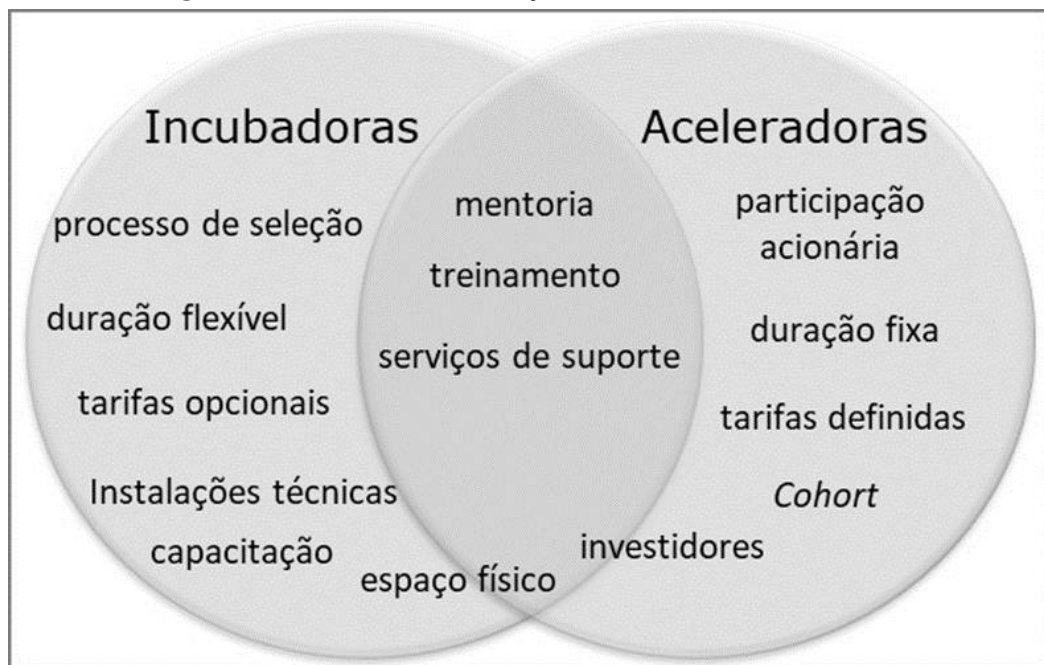 Incubadoras
processo de seleção
duração flexível
tarifas opcionais
Instalações técnicas
capacitação
mentoria
treinamento
serviços de suporte
espaço físico
Aceleradoras
participação
acionária
duração fixa
tarifas definidas
Cohort
investidores